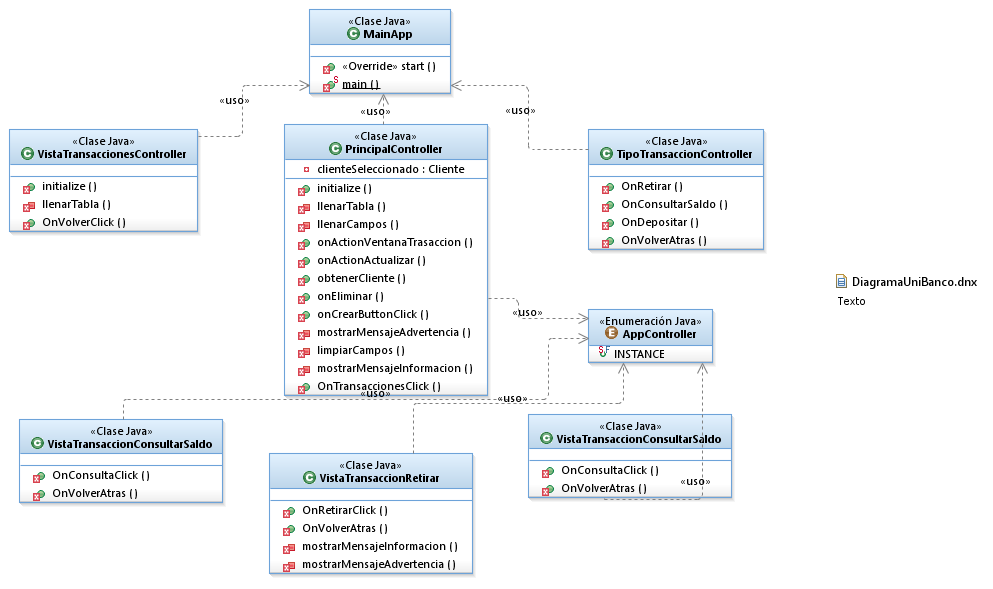 «Clase Java»
MainApp
«Override» start ( )
main ( )
«uso»
«uso»
«uso»
«Clase Java»
VistaTransaccionesController
initialize ( )
llenarTabla ( )
OnVolverClick ( )
«Clase Java»
PrincipalController
clienteSeleccionado : Cliente
initialize ( )
llenarTabla ( )
llenarCampos ( )
onActionVentanaTrasaccion ( )
onActionActualizar ( )
obtenerCliente ( )
onEliminar ( )
onCrearButtonClick ( )
mostrarMensajeAdvertencia ( )
limpiarCampos ( )
mostrarMensajeInformacion ( )
OnTransaccionesClick ( )
«Clase Java»
TipoTransaccionController
OnRetirar ( )
OnConsultarSaldo ( )
OnDepositar ( )
OnVolverAtras ( )
DiagramaUniBanco.dnx
Texto
«uso»
«Enumeración Java»
AppController
INSTANCE
«uso»
«uso»
«Clase Java»
VistaTransaccionConsultarSaldo
OnConsultaClick ( )
OnVolverAtras ( )
«Clase Java»
VistaTransaccionRetirar
OnRetirarClick ( )
OnVolverAtras ( )
mostrarMensajeInformacion ( )
mostrarMensajeAdvertencia ( )
«Clase Java»
VistaTransaccionConsultarSaldo
OnConsultaClick ( )
OnVolverAtras ( )
«uso»